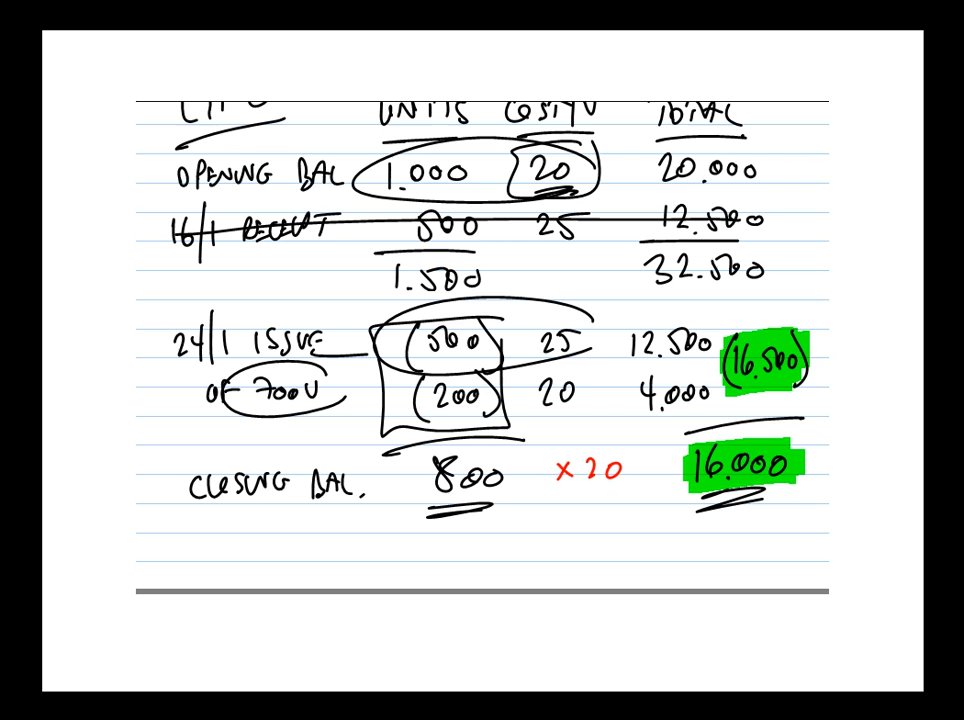 UNITS COST/U TOTAL
OPENING BAL 1.000 20 20.000
16/1 RECEIPT 500 25 12.500
1.500 32.500
24/1 ISSUE (500) 25 12.500 (16.500)
OF 700U (200) 20 4.000
CLOSING BAL. 800 x 20 16.000